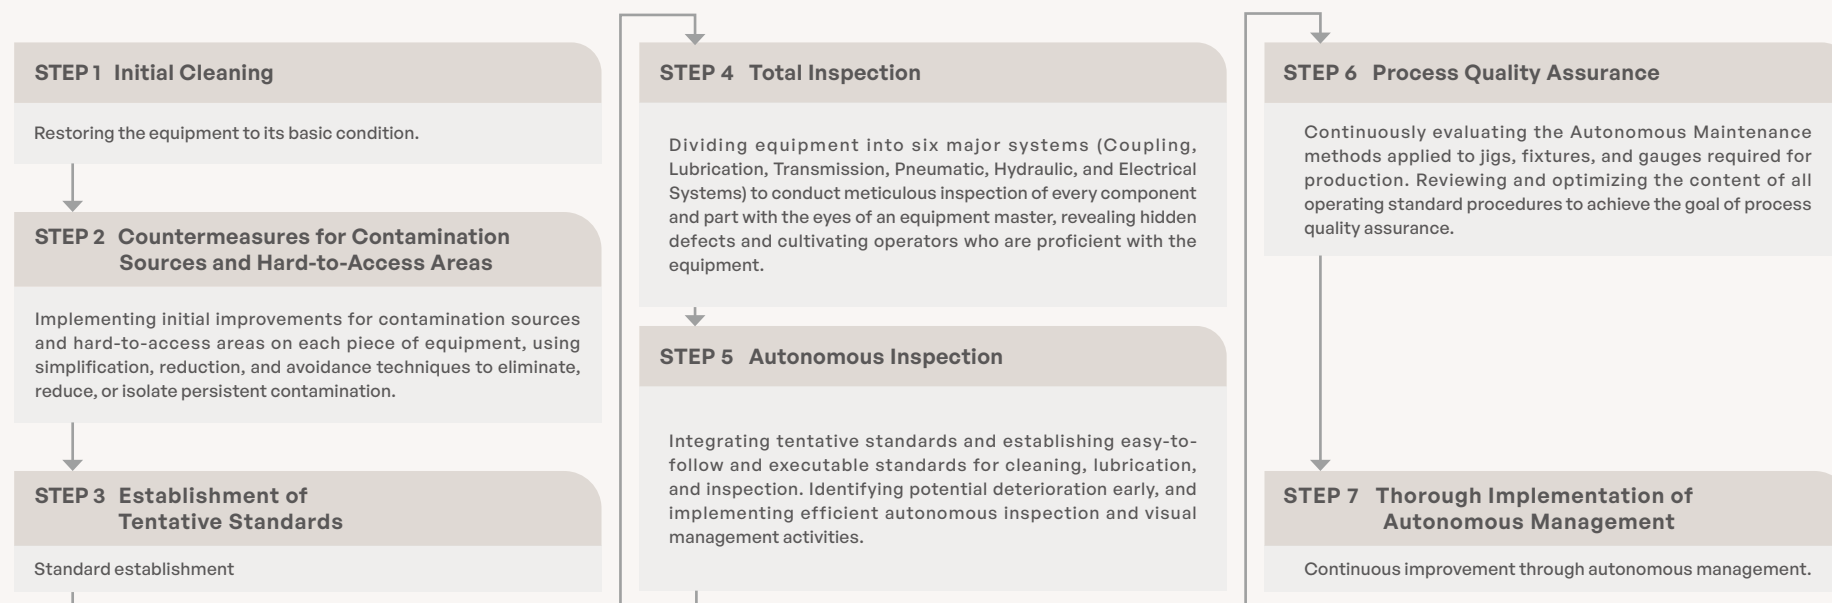 STEP 1 Initial Cleaning
Restoring the equipment to its basic condition.
STEP 2 Countermeasures for Contamination
Sources and Hard-to-Access Areas
Implementing initial improvements for contamination sources
and hard-to-access areas on each piece of equipment, using
simplification, reduction, and avoidance techniques to eliminate,
reduce, or isolate persistent contamination.
STEP 3 Establishment of
Tentative Standards
Standard establishment
STEP 4 Total Inspection
Dividing equipment into six major systems (Coupling,
Lubrication, Transmission, Pneumatic, Hydraulic, and Electrical
Systems) to conduct meticulous inspection of every component
and part with the eyes of an equipment master, revealing hidden
defects and cultivating operators who are proficient with the
equipment.
STEP 5 Autonomous Inspection
Integrating tentative standards and establishing easy-to-
follow and executable standards for cleaning, lubrication,
and inspection. Identifying potential deterioration early, and
implementing efficient autonomous inspection and visual
management activities.
STEP 6 Process Quality Assurance
Continuously evaluating the Autonomous Maintenance
methods applied to jigs, fixtures, and gauges required for
production. Reviewing and optimizing the content of all
operating standard procedures to achieve the goal of process
quality assurance.
STEP 7 Thorough Implementation of
Autonomous Management
Continuous improvement through autonomous management.